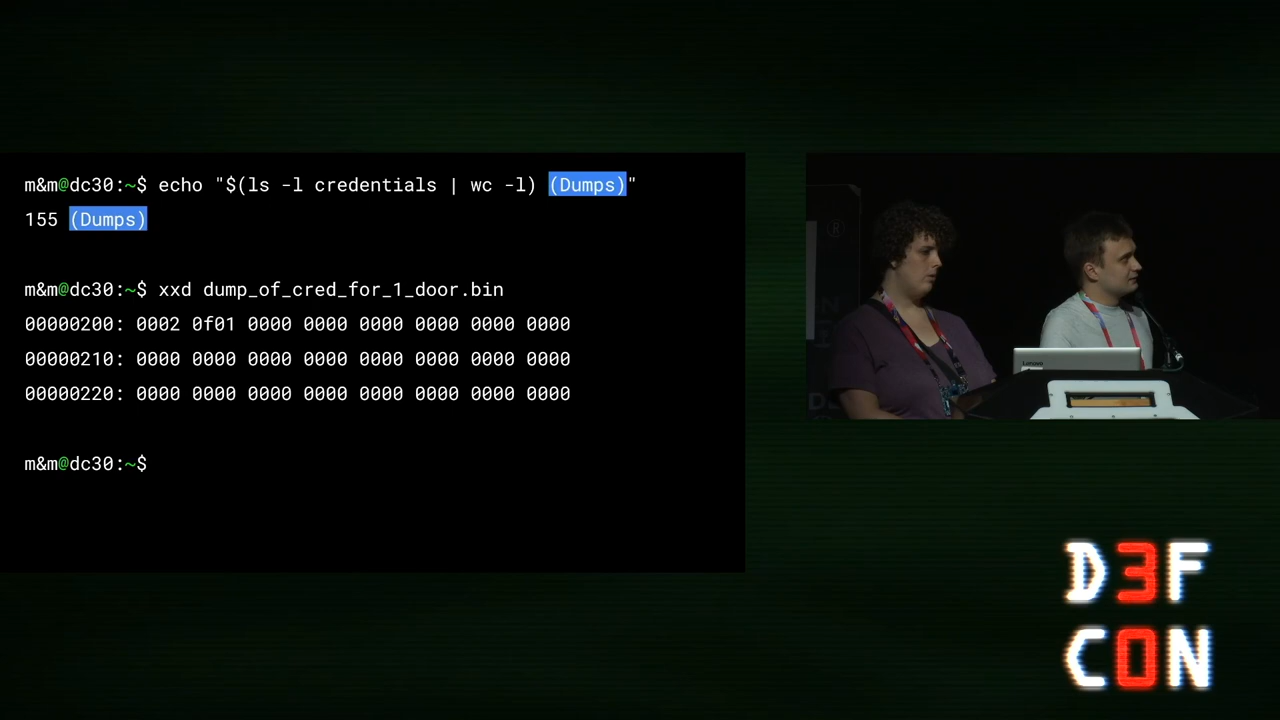 m&m@dc30:~$ echo "$(ls -l credentials | wc -l) (Dumps)"
155 (Dumps)
m&m@dc30:~$ xxd dump_of_cred_for_1_door.bin
00000200: 0002 0f01 0000 0000 0000 0000 0000 0000
00000210: 0000 0000 0000 0000 0000 0000 0000 0000
00000220: 0000 0000 0000 0000 0000 0000 0000 0000
m&m@dc30:~$
Lenovo
D3F
C0N